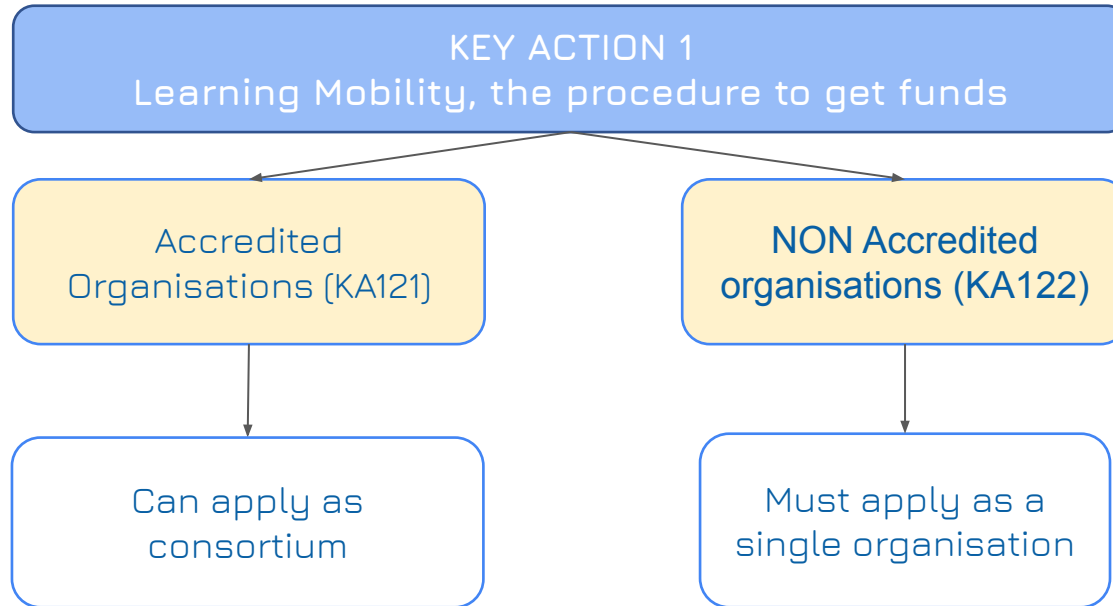 KEY ACTION 1
Learning Mobility, the procedure to get funds
Accredited
Organisations (KA121)
NON Accredited
organisations (KA122)
Can apply as
consortium
Must apply as a
single organisation